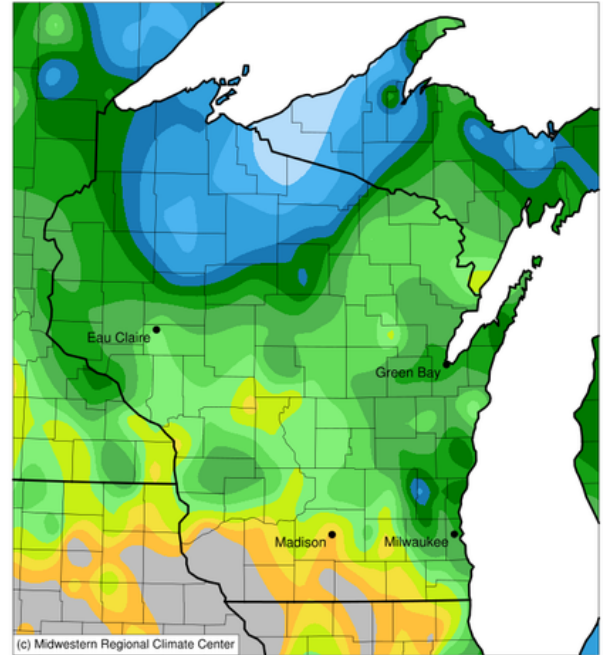 Eau Claire
Green Bay
Madison
Milwaukee
(c) Midwestern Regional Climate Center